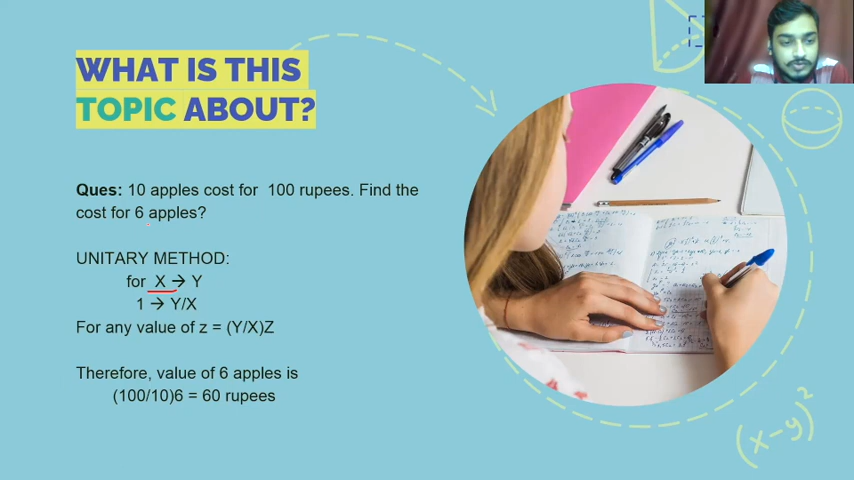 WHAT IS THIS
TOPIC ABOUT?
Ques: 10 apples cost for 100 rupees. Find the
cost for 6 apples?
UNITARY METHOD:
for X → Y
1 → Y/X
For any value of z = (Y/X)Z
Therefore, value of 6 apples is
(100/10)6 = 60 rupees
(x-y)²